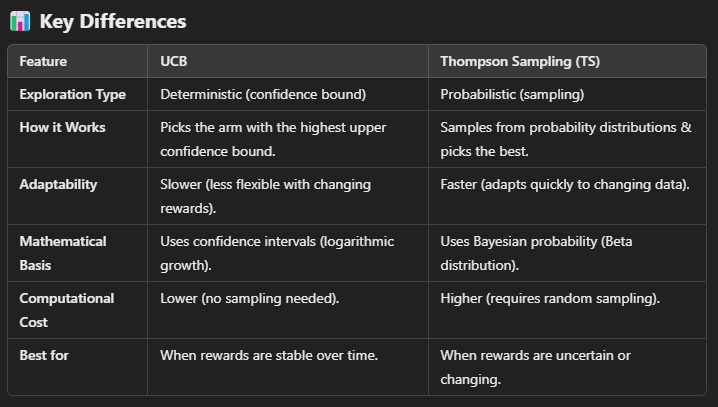 Key Differences
Feature UCB Thompson Sampling (TS)
Exploration Type Deterministic (confidence bound) Probabilistic (sampling)
How it Works Picks the arm with the highest upper Samples from probability distributions &
confidence bound. picks the best.
Adaptability Slower (less flexible with changing Faster (adapts quickly to changing data).
rewards).
Mathematical Uses confidence intervals (logarithmic Uses Bayesian probability (Beta
Basis growth). distribution).
Computational Lower (no sampling needed). Higher (requires random sampling).
Cost
Best for When rewards are stable over time. When rewards are uncertain or
changing.